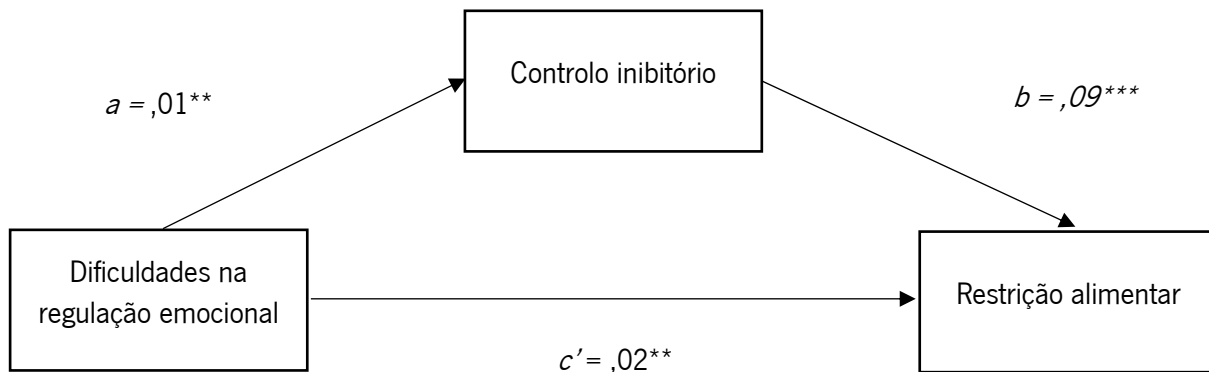 Controlo inibitório
a = ,01**
b = ,09***
Dificuldades na
regulação emocional
Restrição alimentar
c’ = ,02**